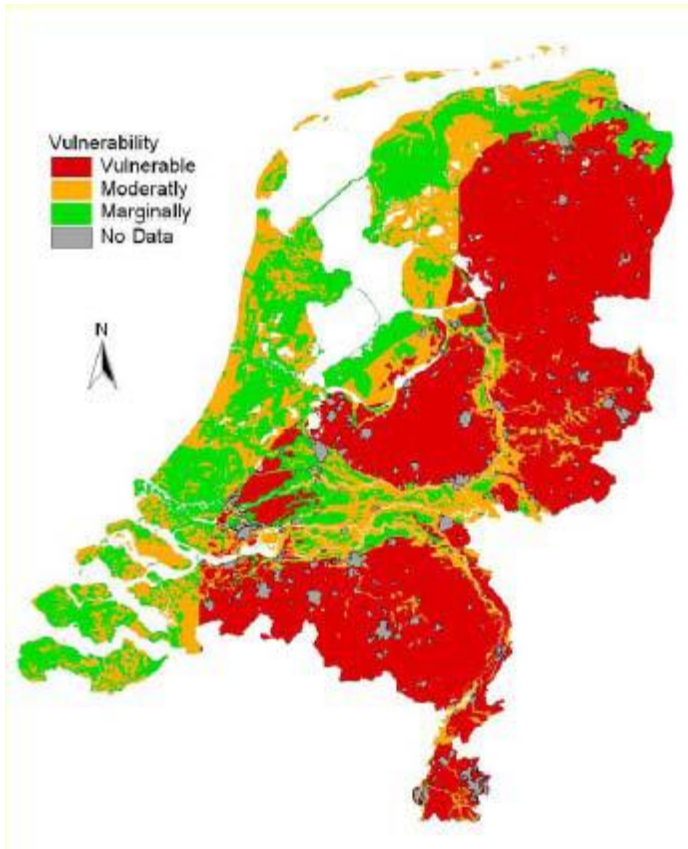 Vulnerability
Vulnerable
Moderatly
Marginally
No Data
N